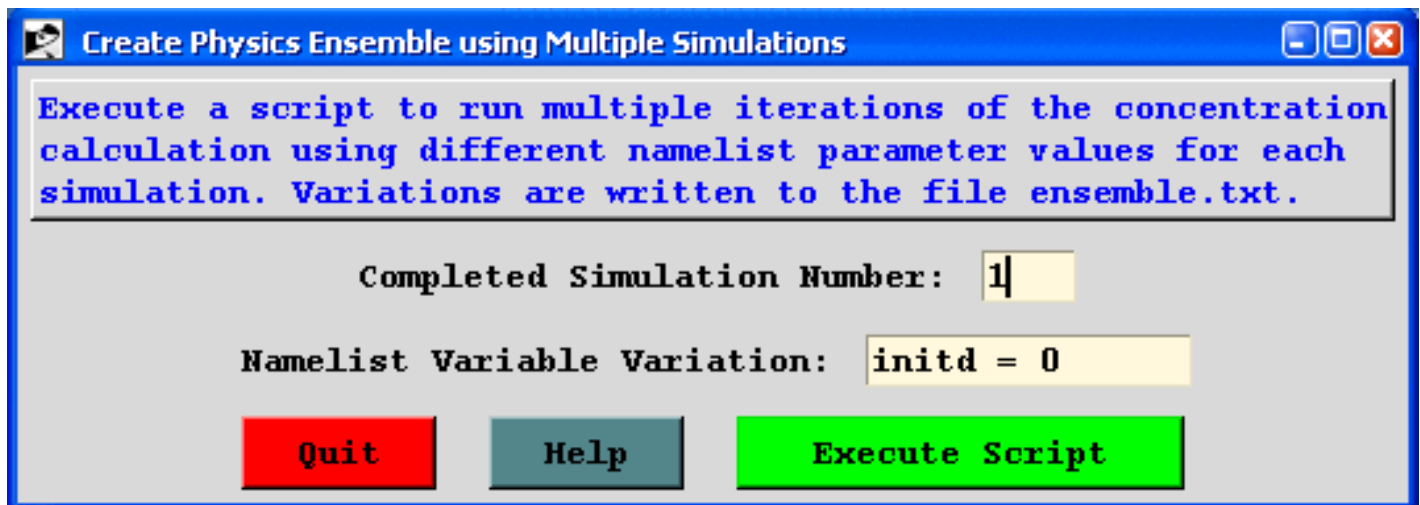 Create Physics Ensemble using Multiple Simulations
Execute a script to run multiple iterations of the concentration
calculation using different namelist parameter values for each
simulation. Variations are written to the file ensemble.txt.
Completed Simulation Number: 1
Namelist Variable Variation: initd = 0
Quit Help Execute Script